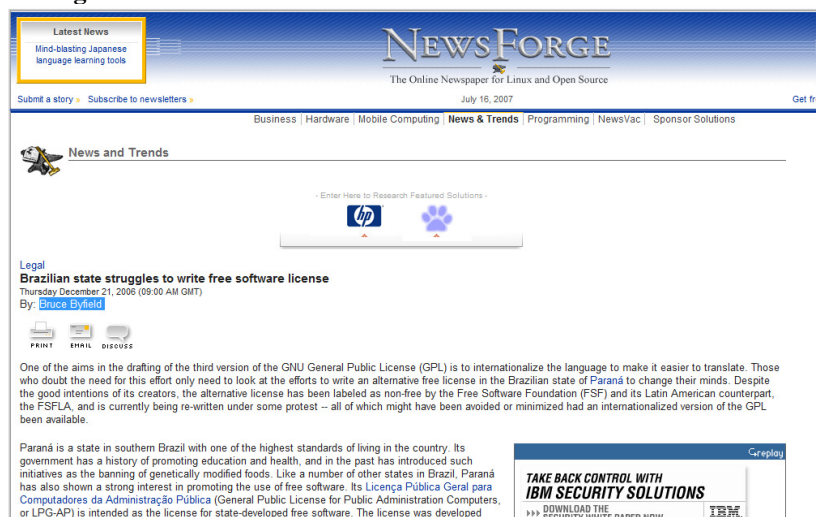 Latest News
Mind-blasting Japanese
language learning tools
NEWSFORGE
The Online Newspaper for Linux and Open Source
Submit a story » Subscribe to newsletters »
July 16, 2007
Business | Hardware | Mobile Computing | News & Trends | Programming | NewsVac | Sponsor Solutions
News and Trends
- Enter Here to Research Featured Solutions -
hp
Legal
Brazilian state struggles to write free software license
Thursday December 21, 2006 (09:00 AM GMT)
By: Bruce Byfield
PRINT EMAIL DISCUSS
One of the aims in the drafting of the third version of the GNU General Public License (GPL) is to internationalize the language to make it easier to translate. Those
who doubt the need for this effort only need to look at the efforts to write an alternative free license in the Brazilian state of Paraná to change their minds. Despite
the good intentions of its creators, the alternative license has been labeled as non-free by the Free Software Foundation (FSF) and its Latin American counterpart,
the FSFLA, and is currently being re-written under some protest -- all of which might have been avoided or minimized had an internationalized version of the GPL
been available.
Paraná is a state in southern Brazil with one of the highest standards of living in the country. Its
government has a history of promoting education and health, and in the past has introduced such
initiatives as the banning of genetically modified foods. Like a number of other states in Brazil, Paraná
has also shown a strong interest in promoting the use of free software. Its Licença Pública Geral para
Computadores da Administração Pública (General Public License for Public Administration Computers,
or LPG-AP) is intended as the license for state-developed free software. The license was developed
replay
TAKE BACK CONTROL WITH
IBM SECURITY SOLUTIONS
DOWNLOAD THE
SECURITY WHITE PAPER NOW
IBM